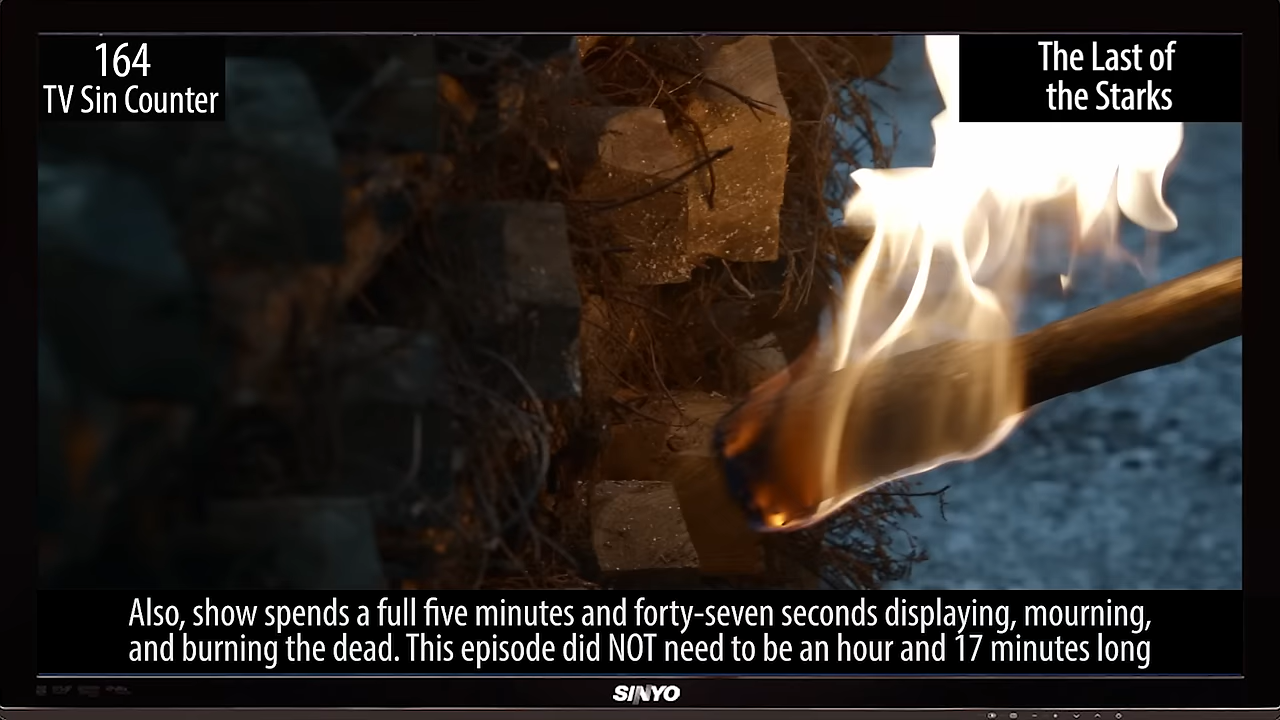 164
TV Sin Counter
The Last of
the Starks
Also, show spends a full five minutes and forty-seven seconds displaying, mourning,
and burning the dead. This episode did NOT need to be an hour and 17 minutes long
SINYO